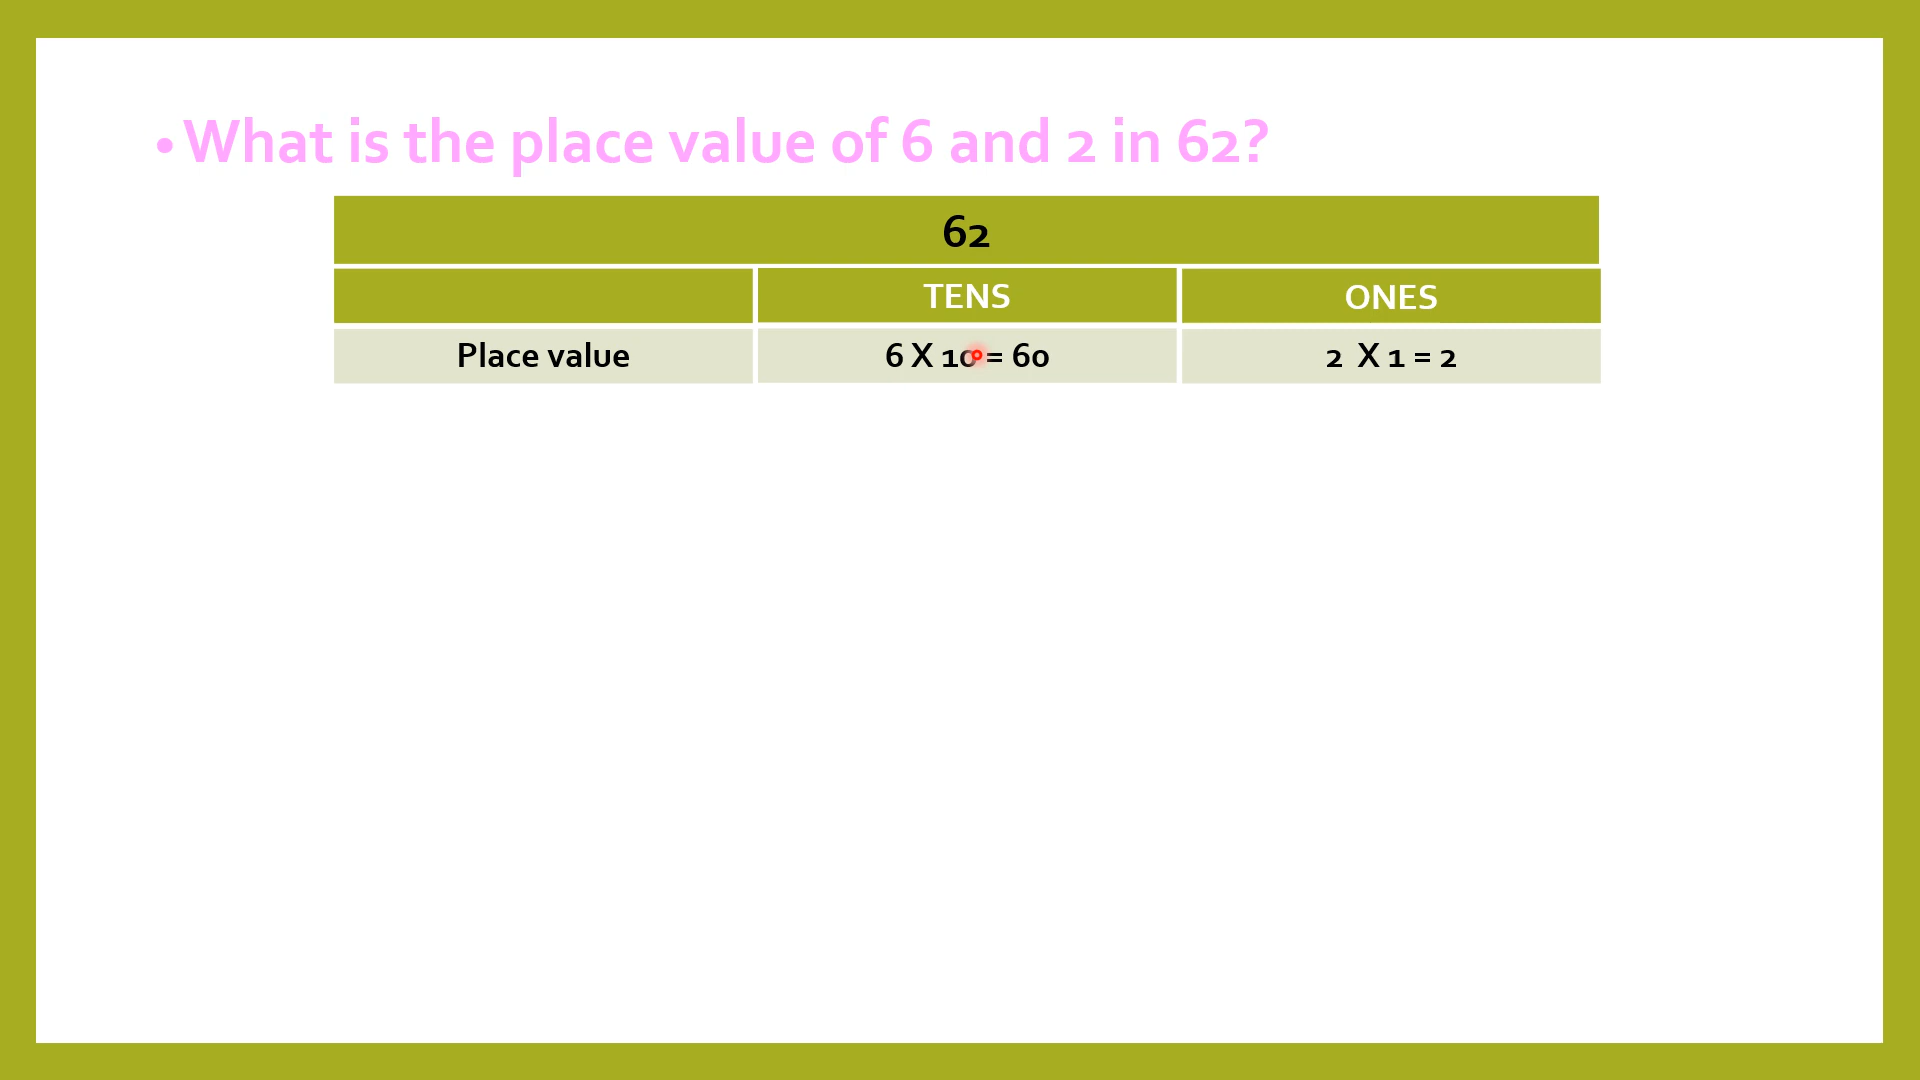 • What is the place value of 6 and 2 in 62?
62
TENS ONES
Place value 6 X 10 = 60 2 X 1 = 2